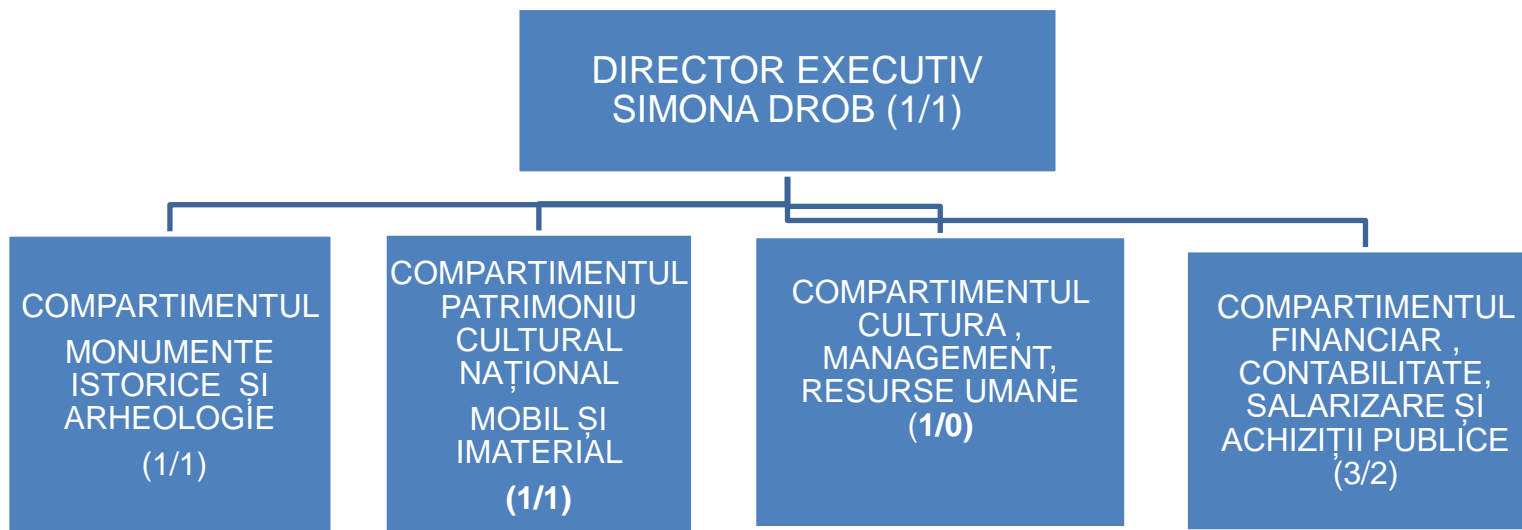 DIRECTOR EXECUTIV
SIMONA DROB (1/1)
COMPARTIMENTUL
MONUMENTE
ISTORICE ȘI
ARHEOLOGIE
(1/1)
COMPARTIMENTUL
PATRIMONIU
CULTURAL
NAȚIONAL
MOBIL ȘI
IMATERIAL
(1/1)
COMPARTIMENTUL
CULTURA ,
MANAGEMENT,
RESURSE UMANE
(1/0)
COMPARTIMENTUL
FINANCIAR ,
CONTABILITATE,
SALARIZARE ȘI
ACHIZIȚII PUBLICE
(3/2)